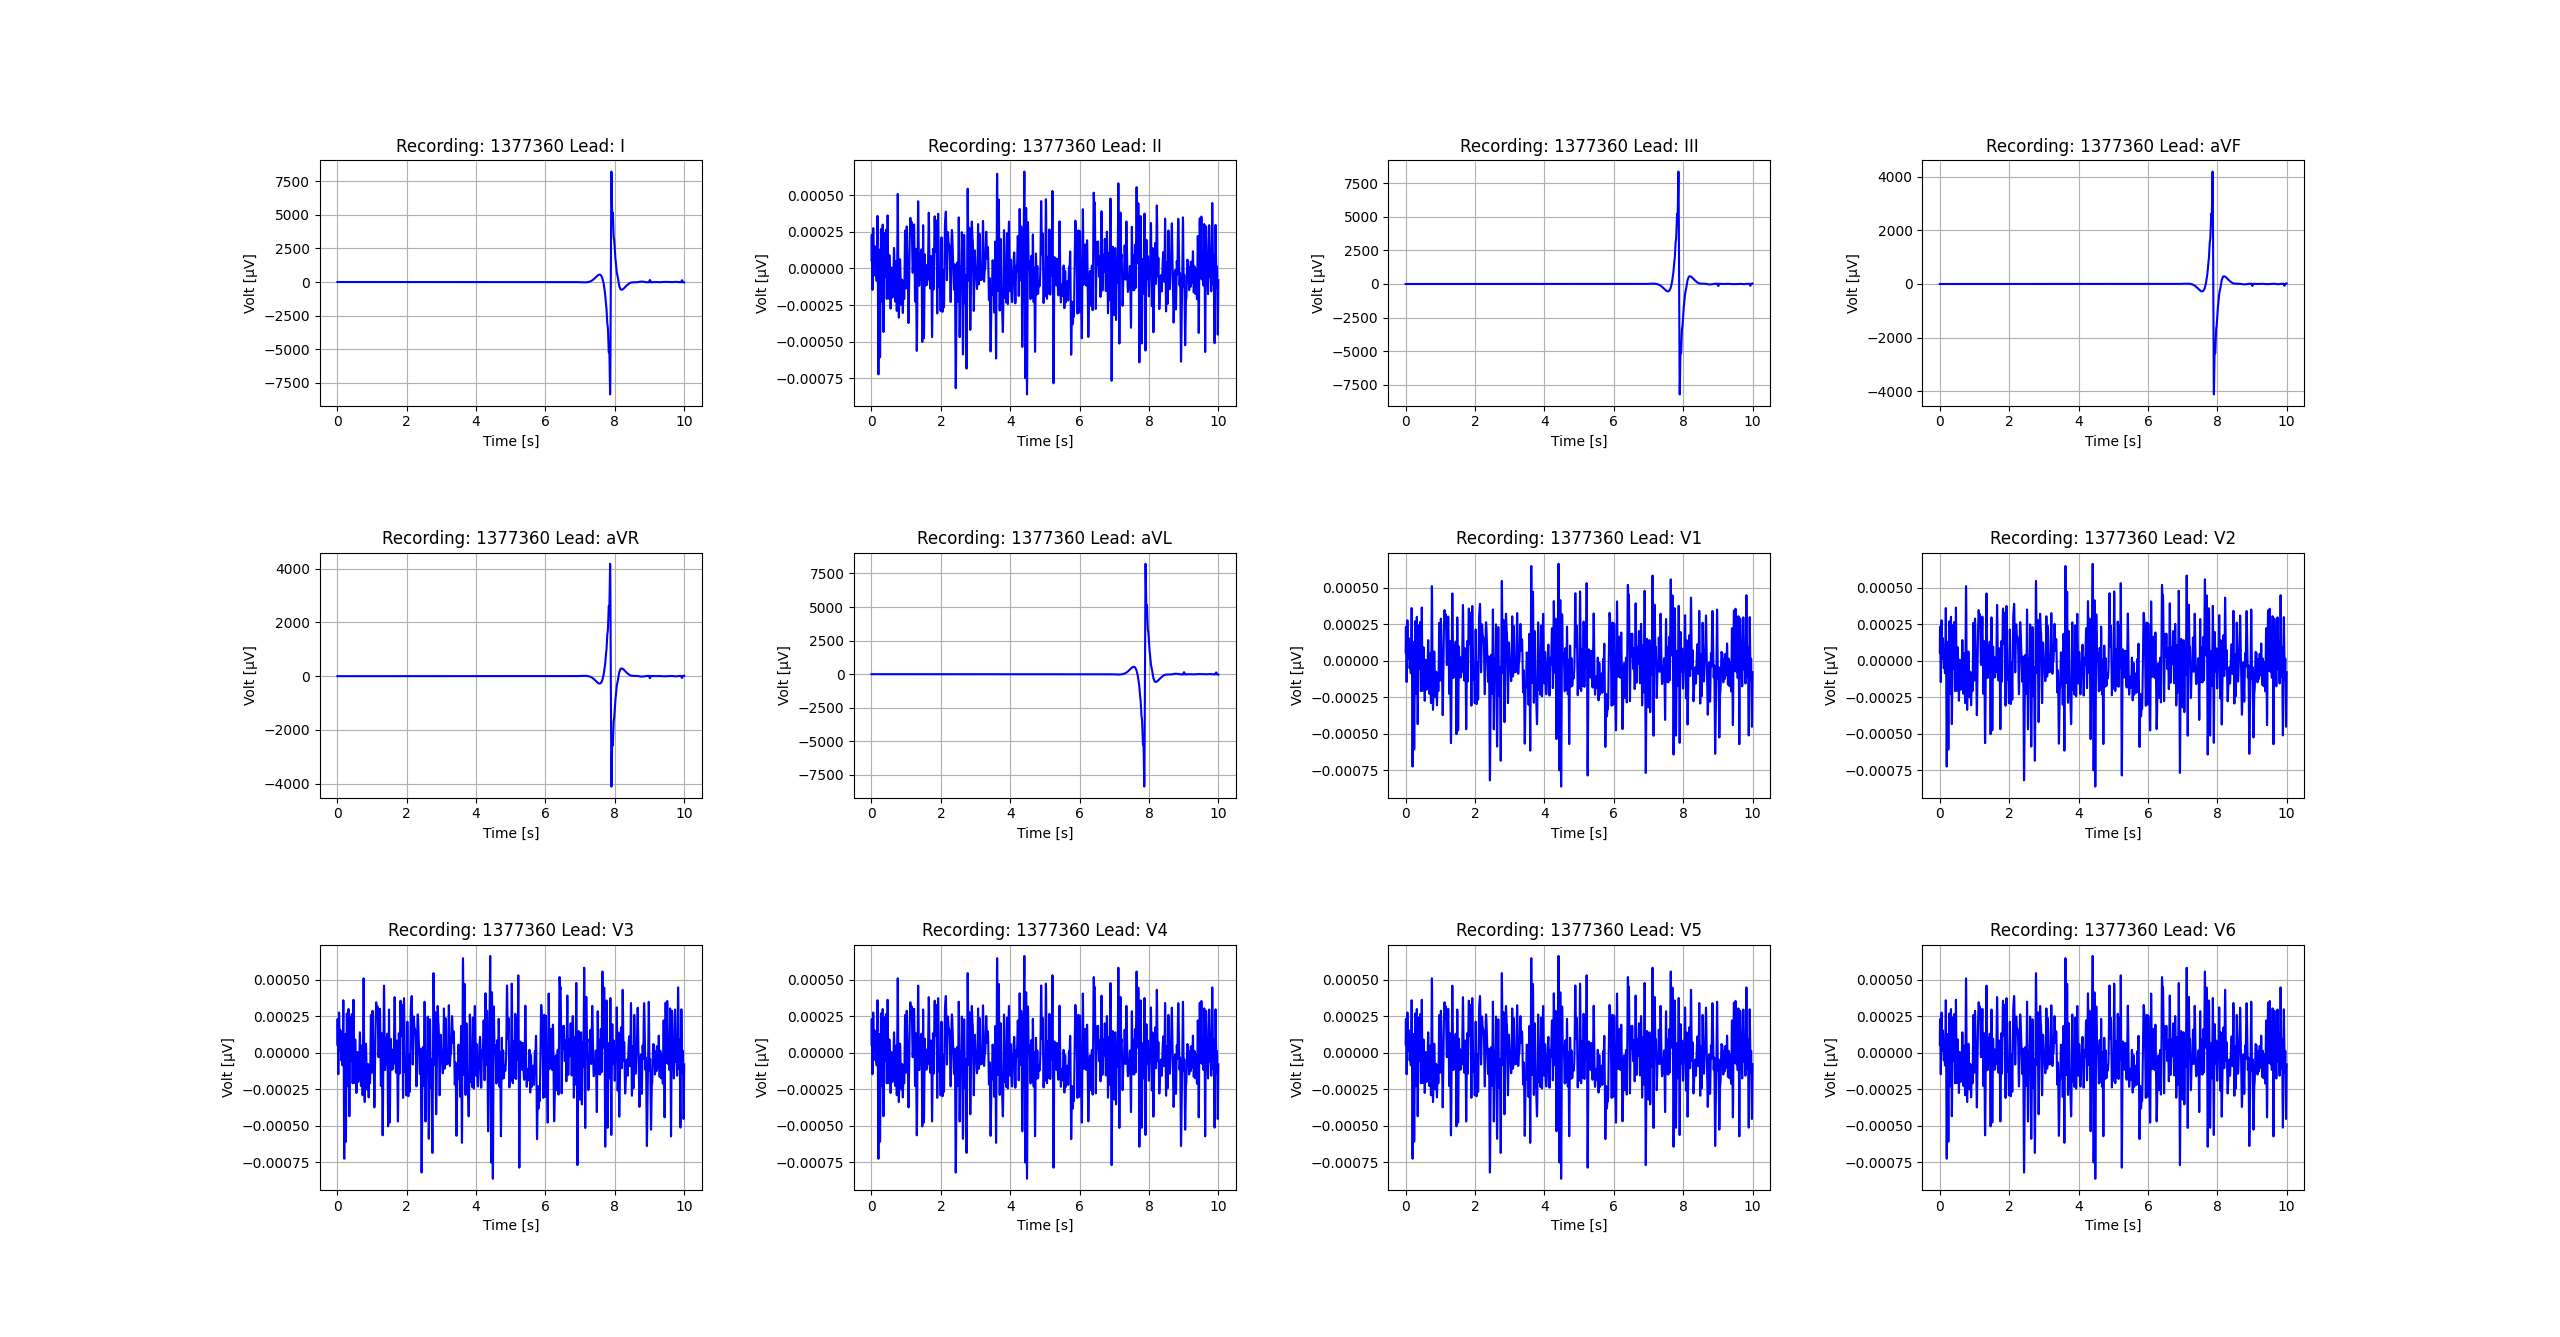 Recording: 1377360 Lead: I
Volt [µV]
7500
5000
2500
0
−2500
−5000
−7500
0 2 4 6 8 10
Time [s]
Recording: 1377360 Lead: II
Volt [µV]
0.00050
0.00025
0.00000
−0.00025
−0.00050
−0.00075
0 2 4 6 8 10
Time [s]
Recording: 1377360 Lead: III
Volt [µV]
7500
5000
2500
0
−2500
−5000
−7500
0 2 4 6 8 10
Time [s]
Recording: 1377360 Lead: aVF
Volt [µV]
4000
2000
0
−2000
−4000
0 2 4 6 8 10
Time [s]
Recording: 1377360 Lead: aVR
Volt [µV]
4000
2000
0
−2000
−4000
0 2 4 6 8 10
Time [s]
Recording: 1377360 Lead: aVL
Volt [µV]
7500
5000
2500
0
−2500
−5000
−7500
0 2 4 6 8 10
Time [s]
Recording: 1377360 Lead: V1
Volt [µV]
0.00050
0.00025
0.00000
−0.00025
−0.00050
−0.00075
0 2 4 6 8 10
Time [s]
Recording: 1377360 Lead: V2
Volt [µV]
0.00050
0.00025
0.00000
−0.00025
−0.00050
−0.00075
0 2 4 6 8 10
Time [s]
Recording: 1377360 Lead: V3
Volt [µV]
0.00050
0.00025
0.00000
−0.00025
−0.00050
−0.00075
0 2 4 6 8 10
Time [s]
Recording: 1377360 Lead: V4
Volt [µV]
0.00050
0.00025
0.00000
−0.00025
−0.00050
−0.00075
0 2 4 6 8 10
Time [s]
Recording: 1377360 Lead: V5
Volt [µV]
0.00050
0.00025
0.00000
−0.00025
−0.00050
−0.00075
0 2 4 6 8 10
Time [s]
Recording: 1377360 Lead: V6
Volt [µV]
0.00050
0.00025
0.00000
−0.00025
−0.00050
−0.00075
0 2 4 6 8 10
Time [s]